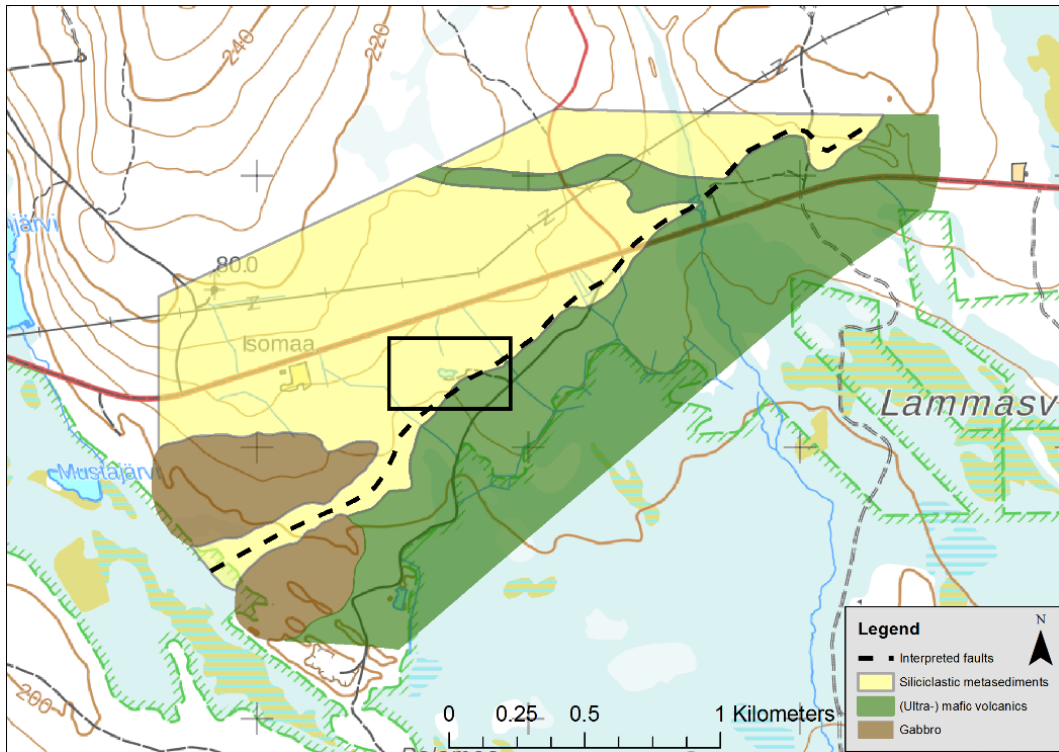 240
220
järvi
80.0
Z
Z
Z
Z
Isomaa
Lammasv
Mustajärvi
200
Legend
N
Interpreted faults
Siliciclastic metasediments
(Ultra-) mafic volcanics
Gabbro
0 0.25 0.5 1 Kilometers